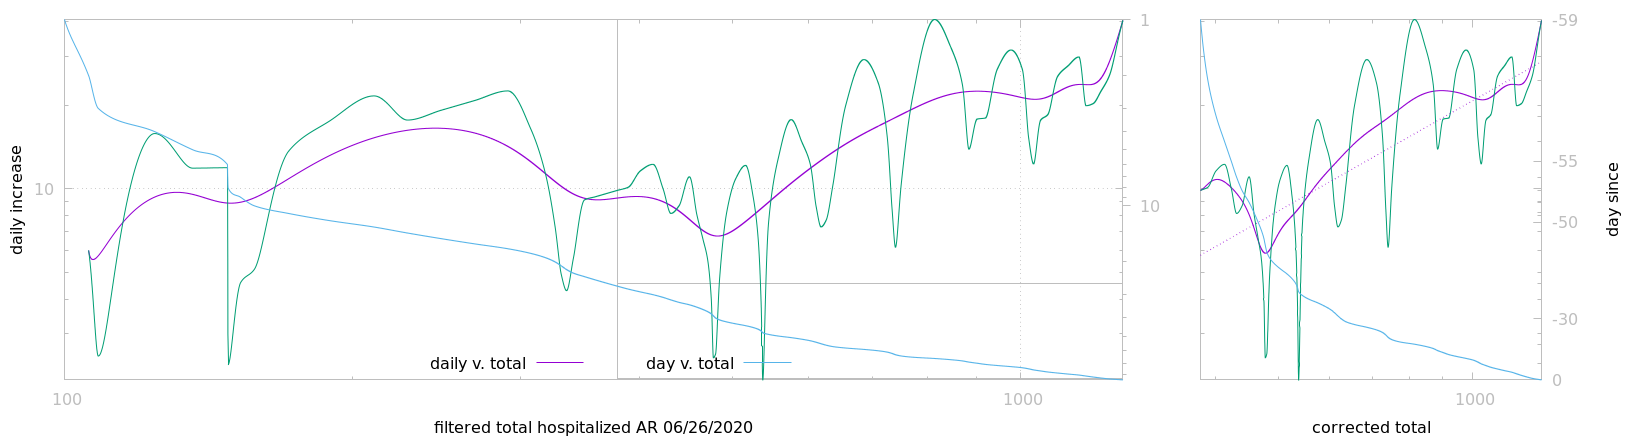 daily increase
10
daily v. total
day v. total
100
1000
1
10
filtered total hospitalized AR 06/26/2020
-59
-55
-50
-30
0
day since
1000
corrected total